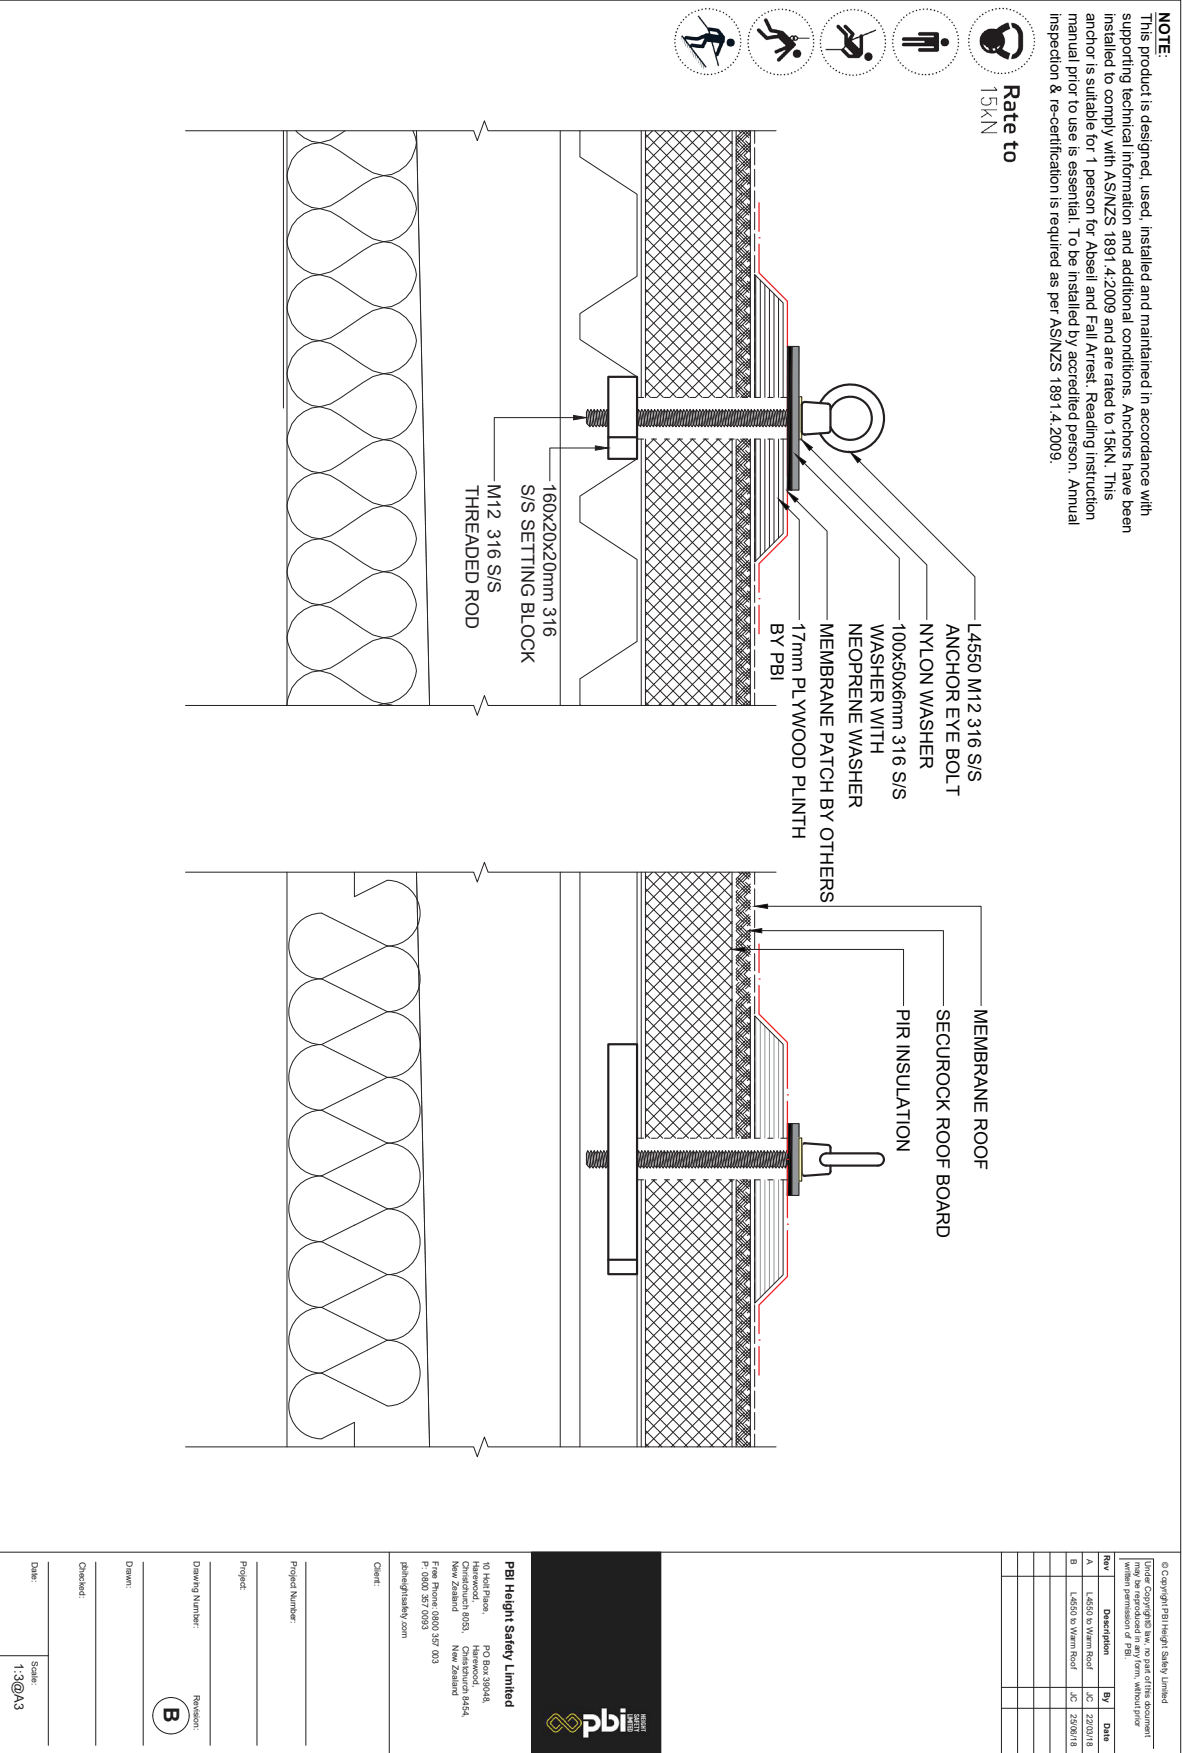 NOTE:
This product is designed, used, installed and maintained in accordance with
supporting technical information and additional conditions. Anchors have been
installed to comply with AS/NZS 1891.4:2009 and are rated to 15kN. This
anchor is suitable for 1 person for Abseil and Fall Arrest. Reading instruction
manual prior to use is essential. To be installed by accredited person. Annual
inspection & re-certification is required as per AS/NZS 1891.4:2009.
Rate to
15kN
L4550 M12 316 S/S
ANCHOR EYE BOLT
NYLON WASHER
100x50x6mm 316 S/S
WASHER WITH
NEOPRENE WASHER
MEMBRANE PATCH BY OTHERS
17mm PLYWOOD PLINTH
BY PBI
160x20x20mm 316
S/S SETTING BLOCK
M12 316 S/S
THREADED ROD
MEMBRANE ROOF
SECUROCK ROOF BOARD
PIR INSULATION
© Copyright PBI Height Safety Limited
Under Copyright© law, no part of this document
may be reproduced in any form, without prior
written permission of PBI.
Rev Description By Date
A L4550 to Warm Roof JC 22/03/18
B L4550 to Warm Roof JC 25/06/18
pbi HEIGHT SAFETY LIMITED
PBI Height Safety Limited
10 Holt Place, PO Box 39048,
Harewood, Harewood,
Christchurch 8053, Christchurch 8454,
New Zealand New Zealand
Free Phone: 0800 357 003
P: 0800 357 0093
pbiheightsafety.com
Client:
Project Number:
Project:
Drawing Number: Revision:
B
Drawn:
Checked:
Date: Scale:
1:3@A3